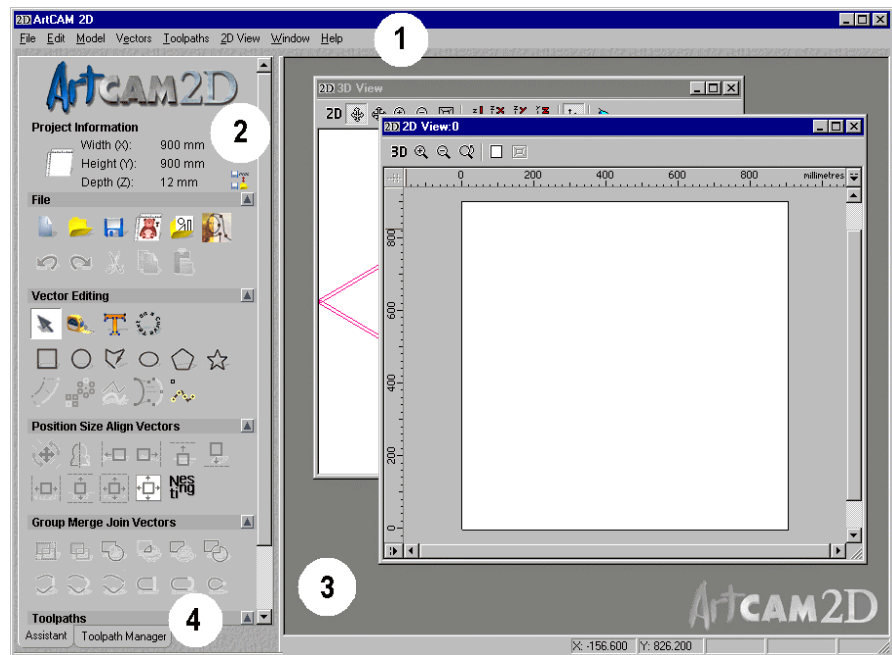 2D ArtCAM 2D
File Edit Model Vectors Toolpaths 2D View Window Help
1
ArtCAM2D
Project Information
2
Width (X): 900 mm
Height (Y): 900 mm
Depth (Z): 12 mm
File
Vector Editing
Position Size Align Vectors
Nesting
Group Merge Join Vectors
Toolpaths
4
Assistant Toolpath Manager
2D 3D View
2D
2D 2D View:0
3D
0 200 400 600 800 millimetres
800
600
400
200
0
3
ArtCAM2D
X: -156.600 Y: 826.200